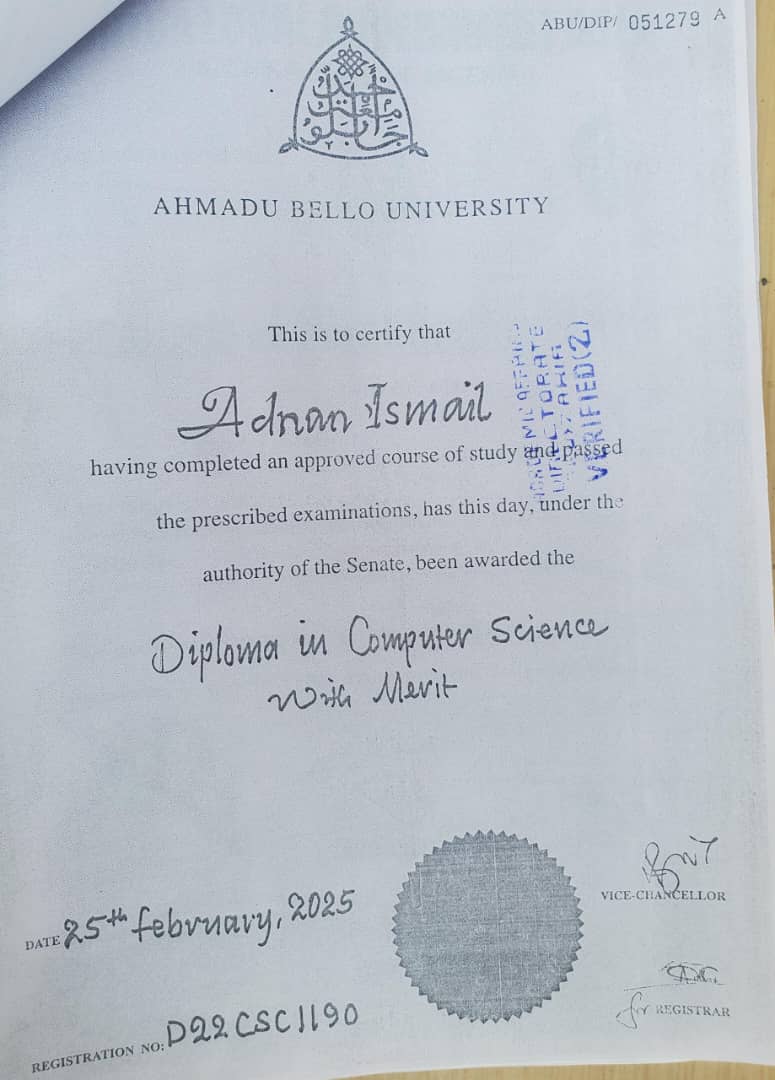 ABU/DIP/ 051279 A
AHMADU BELLO UNIVERSITY
This is to certify that
Adnan Ismail
having completed an approved course of study and passed
the prescribed examinations, has this day, under the
authority of the Senate, been awarded the
Diploma in Computer Science
With Merit
DIRECTORATE
VERIFIED(2)
VICE-CHANCELLOR
DATE 25th february, 2025
for REGISTRAR
REGISTRATION NO: D22CSC1190